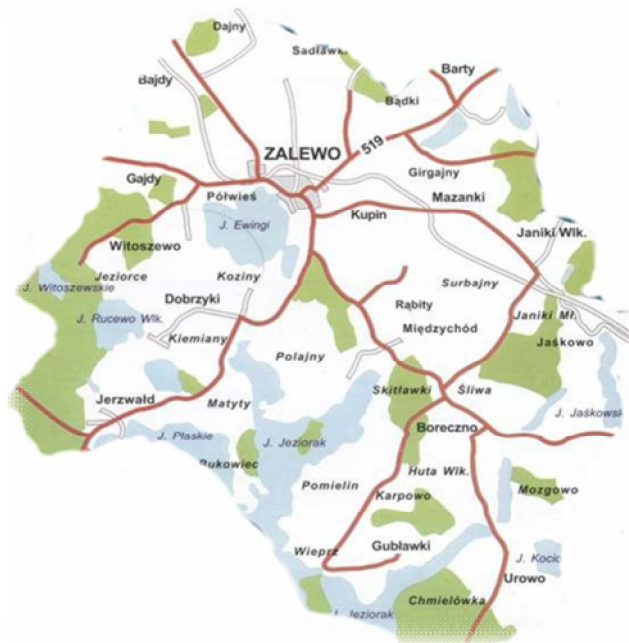 Dajny
Sadławki
Bajdy
Barty
Bądki
ZALEWO
519
Gajdy
Girgajny
Półwieś
Mazanki
Kupin
J. Ewingi
Janiki Wlk.
Witoszewo
Jeziorce
Koziny
J. Witoszewskie
Surbajny
Dobrzyki
Rąbity
J. Rucewo Wlk.
Janiki Mł.
Międzychód
Kiemiany
Jaśkowo
Polajny
Skitławki
Śliwa
Jerzwałd
Matyty
J. Jaśkowsk
Boreczno
J. Płaskie
J. Jeziorak
Bukowiec
Huta Wlk.
Pomielin
Mozgowo
Karpowo
Wieprz
Gubławki
J. Kocio
Urowo
Chmielówka
J. Jeziorak